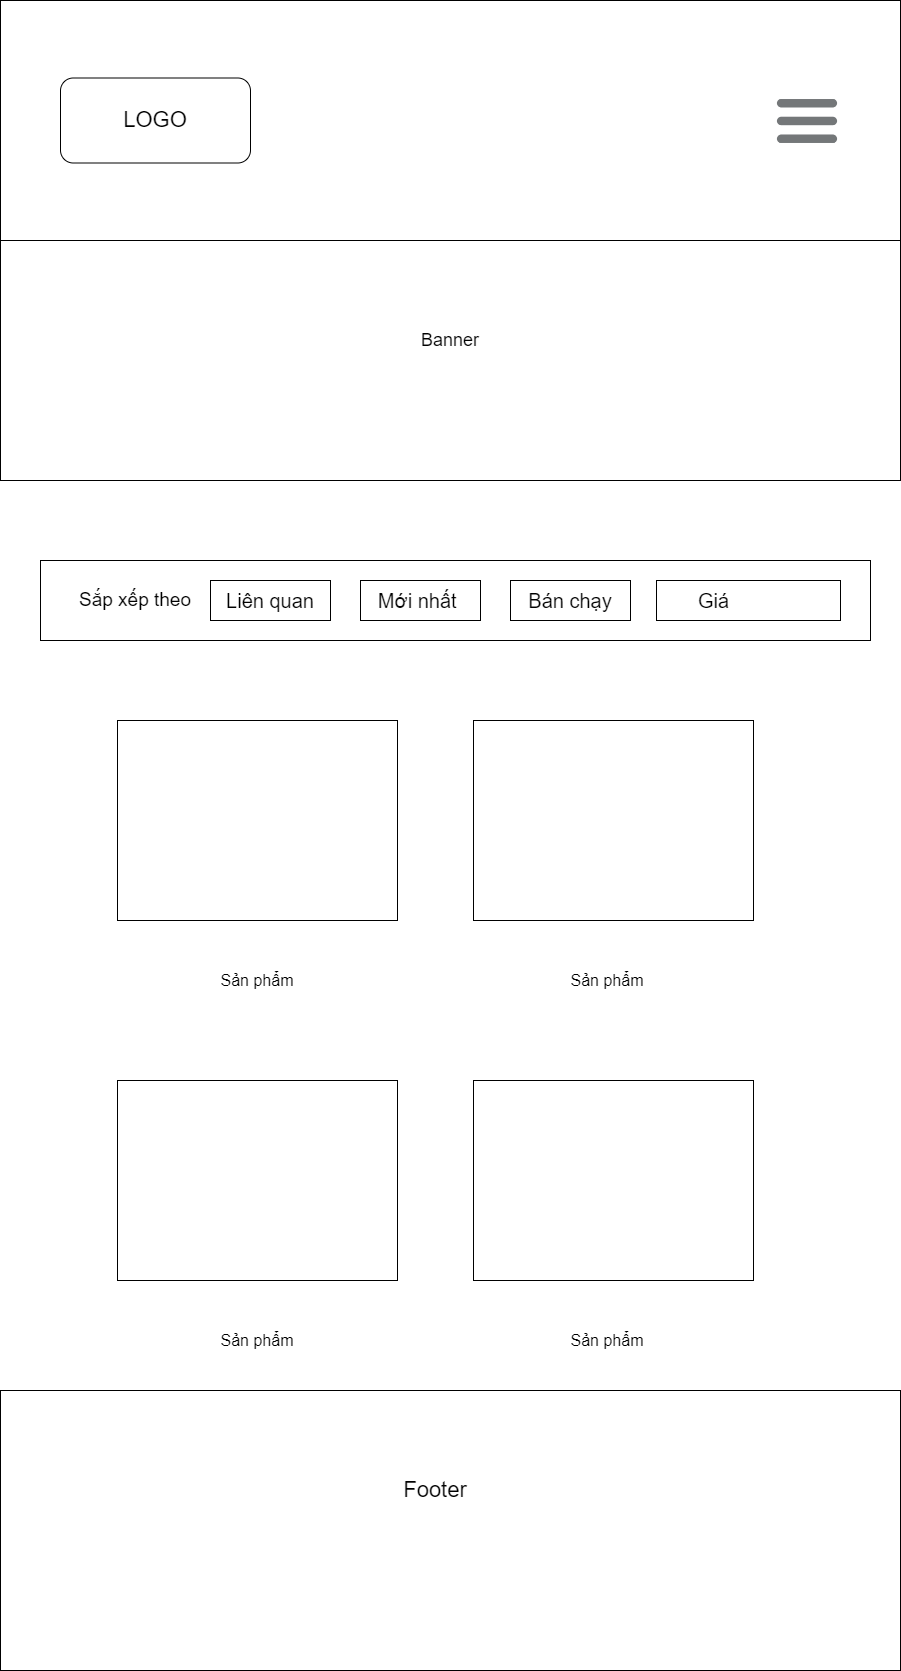 LOGO
Banner
Sắp xếp theo
Liên quan
Mới nhất
Bán chạy
Giá
Sản phẩm
Sản phẩm
Sản phẩm
Sản phẩm
Footer